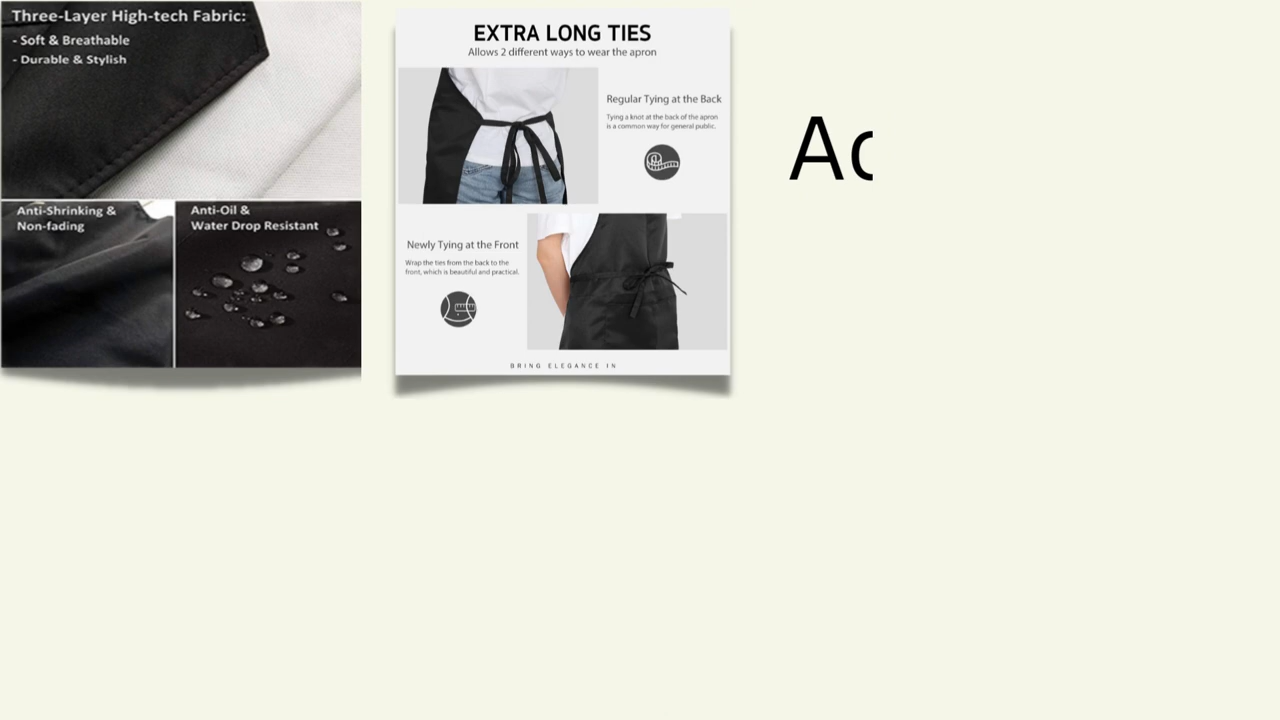 Three-Layer High-tech Fabric:
- Soft & Breathable
- Durable & Stylish
Anti-Shrinking &
Non-fading
Anti-Oil &
Water Drop Resistant
EXTRA LONG TIES
Allows 2 different ways to wear the apron
Regular Tying at the Back
Tying a knot at the back of the apron
is a common way for general public.
Newly Tying at the Front
Wrap the ties from the back to the
front, which is beautiful and practical.
BRING ELEGANCE IN